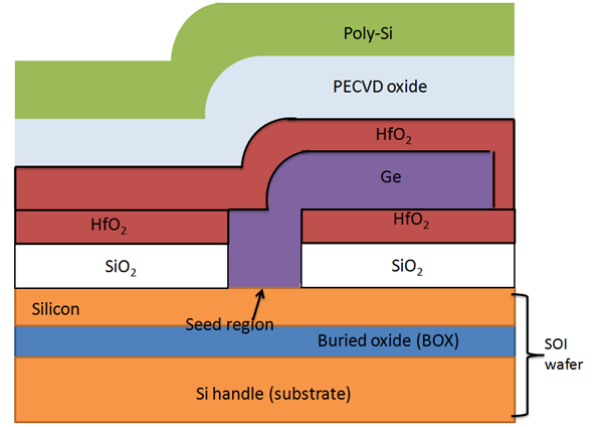 Poly-Si
PECVD oxide
HfO₂
Ge
HfO₂
HfO₂
SiO₂
SiO₂
Silicon
Seed region
Buried oxide (BOX)
SOI
wafer
Si handle (substrate)